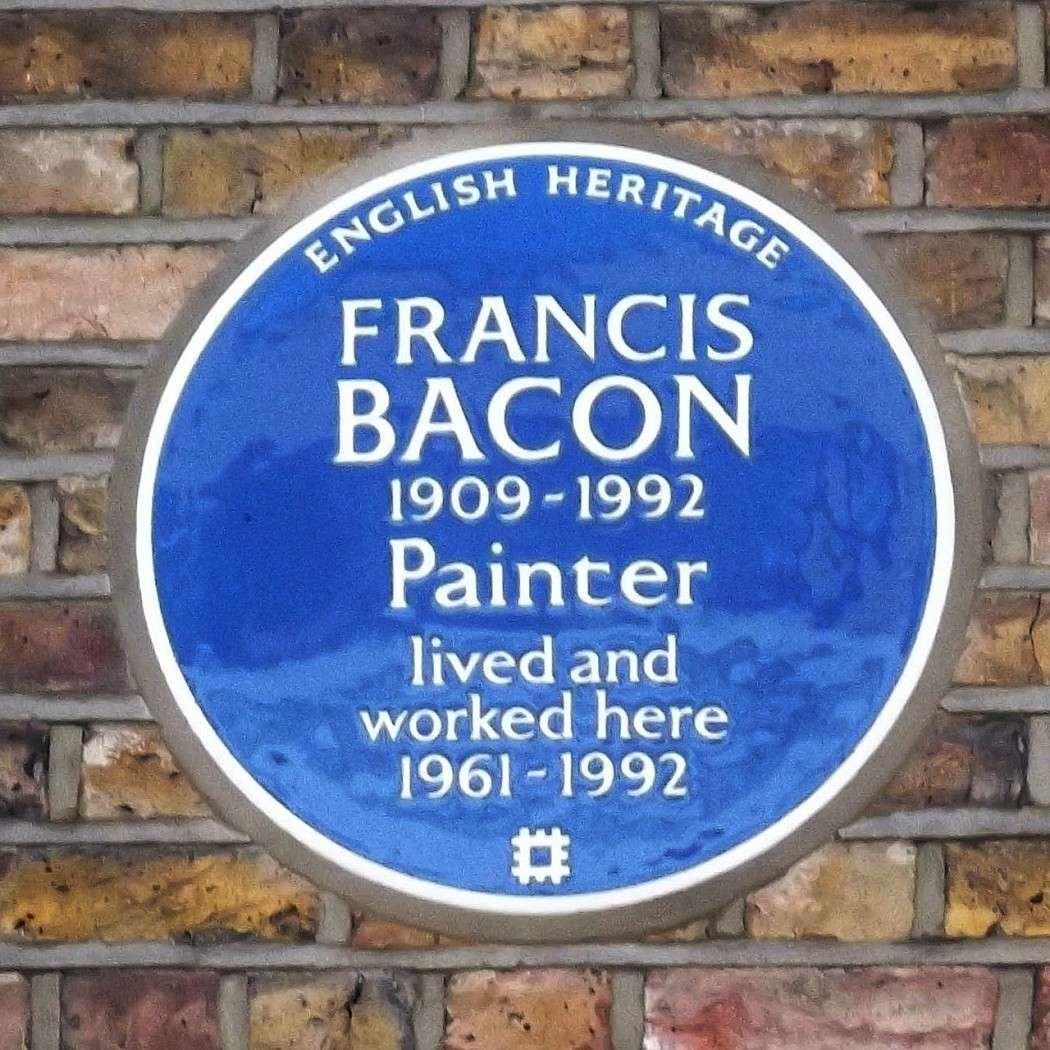 ENGLISH HERITAGE
FRANCIS
BACON
1909-1992
Painter
lived and
worked here
1961-1992